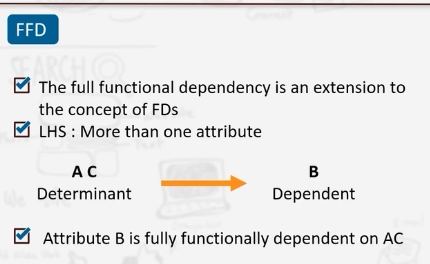 FFD
The full functional dependency is an extension to
the concept of FDs
LHS : More than one attribute
A C B
Determinant Dependent
Attribute B is fully functionally dependent on AC
SEARCH